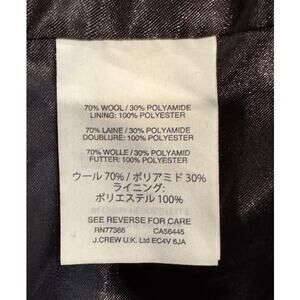 70% WOOL / 30% POLYAMIDE
LINING: 100% POLYESTER
70% LAINE / 30% POLYAMIDE
DOUBLURE: 100% POLYESTER
70% WOLLE / 30% POLYAMID
FUTTER: 100% POLYESTER
ウール 70% / ポリアミド 30%
ライニング:
ポリエステル 100%
SEE REVERSE FOR CARE
RN77388 CA56445
J.CREW U.K. Ltd EC4V 6JA